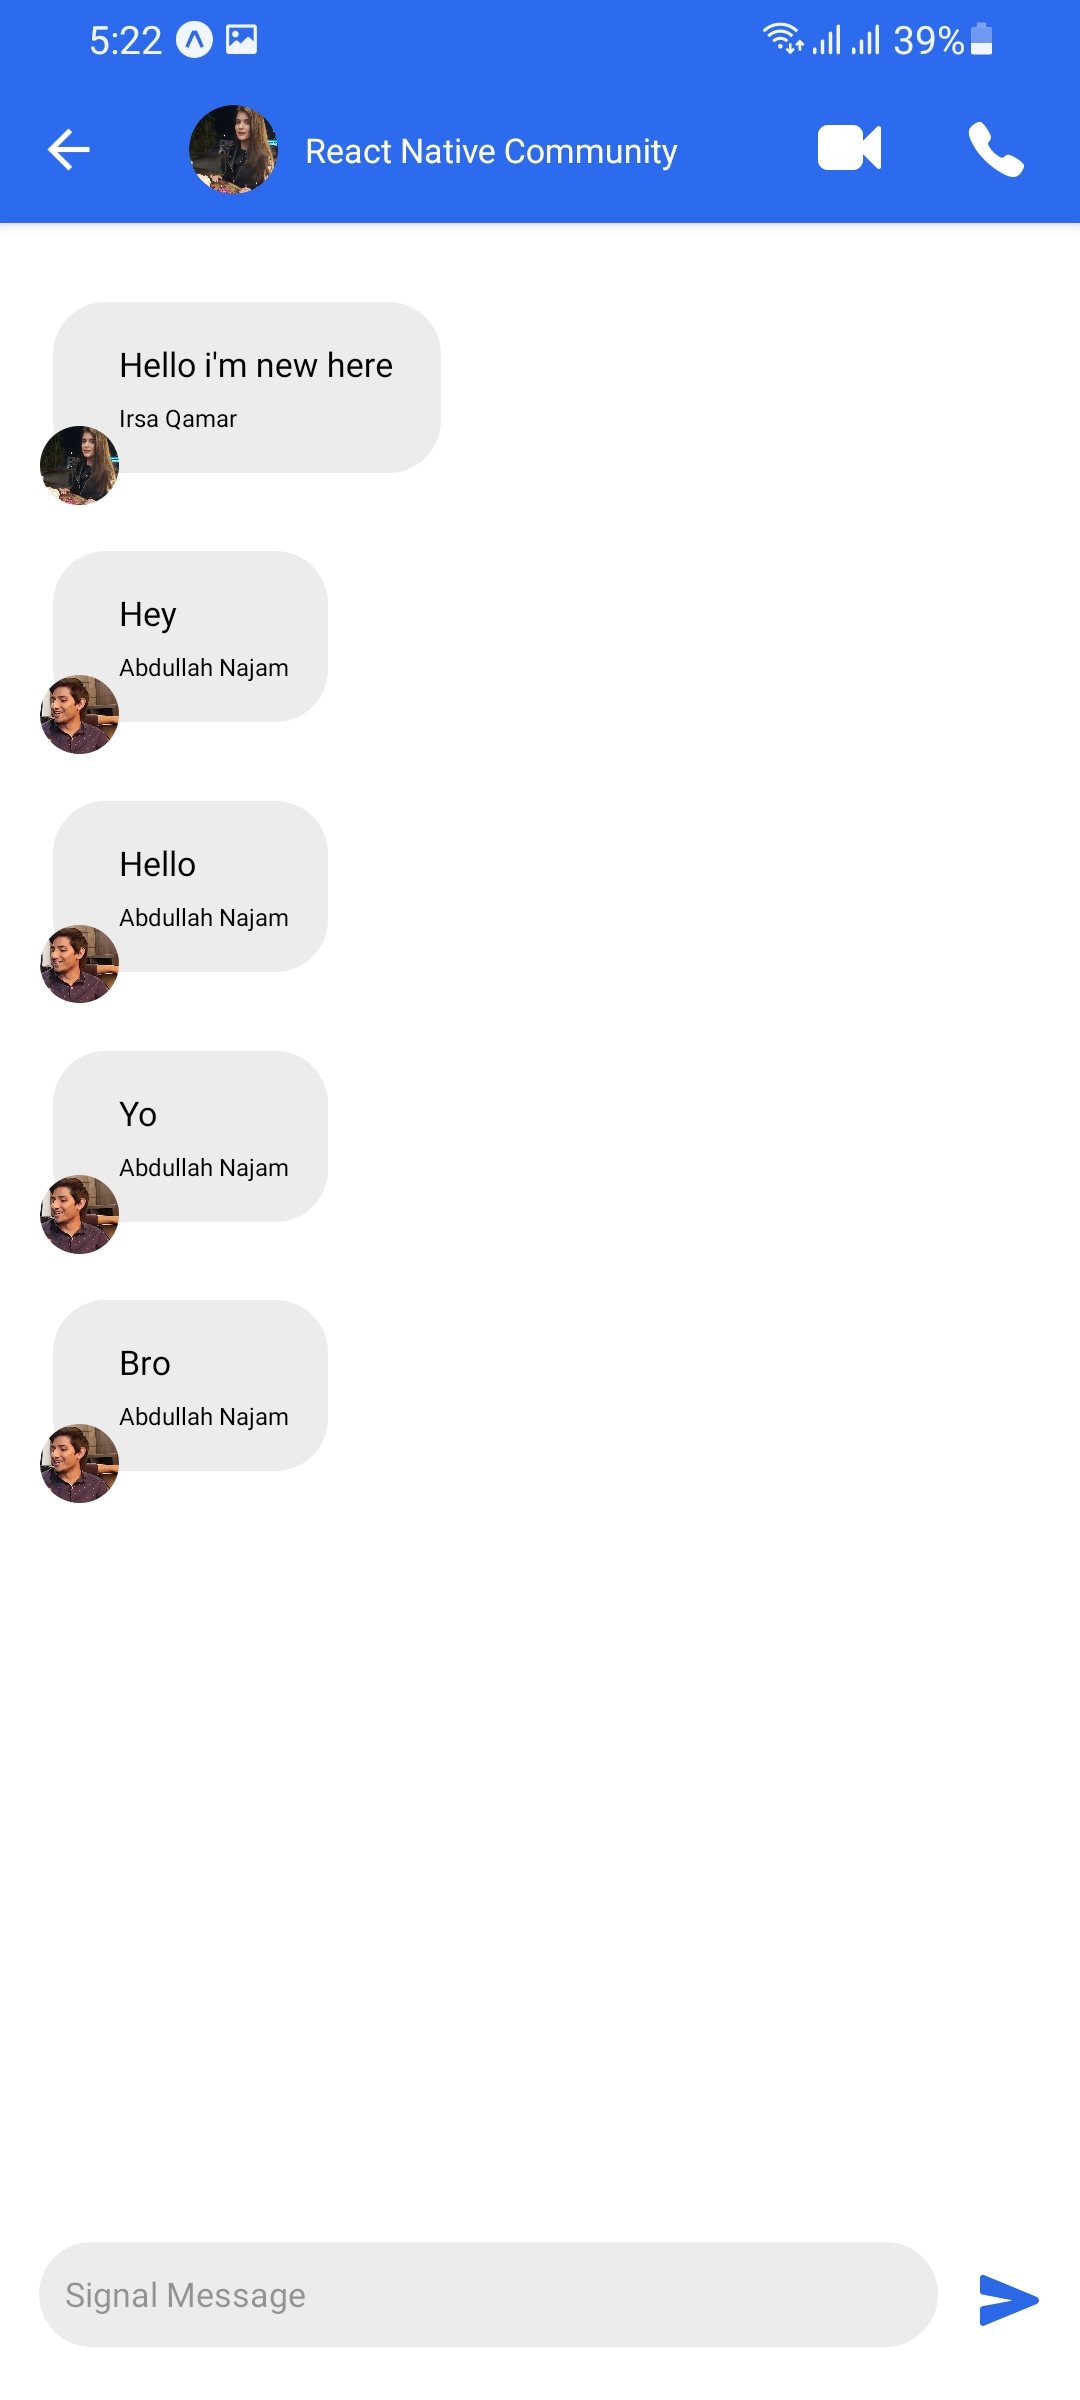 5:22 39%
React Native Community
Hello i'm new here
Irsa Qamar
Hey
Abdullah Najam
Hello
Abdullah Najam
Yo
Abdullah Najam
Bro
Abdullah Najam
Signal Message